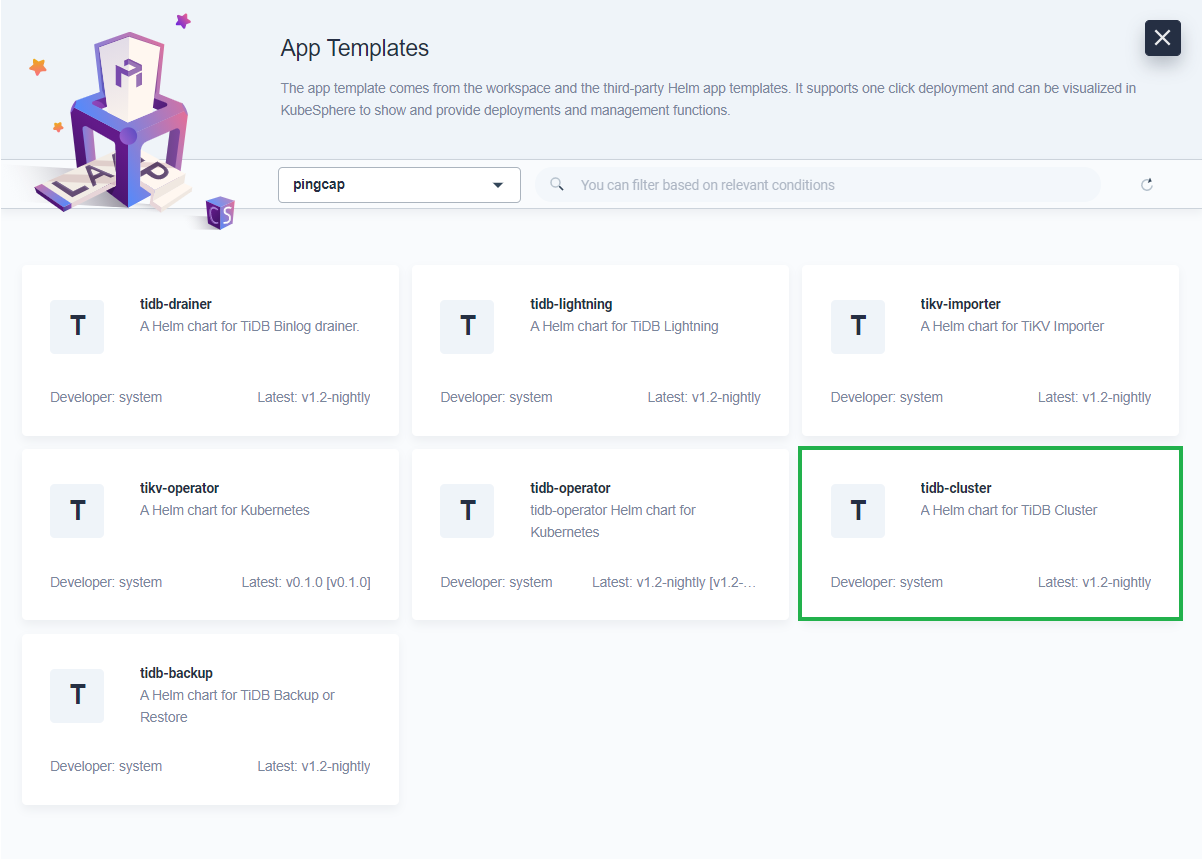 App Templates
The app template comes from the workspace and the third-party Helm app templates. It supports one click deployment and can be visualized in
KubeSphere to show and provide deployments and management functions.
pingcap
You can filter based on relevant conditions
T
tidb-drainer
A Helm chart for TiDB Binlog drainer.
Developer: system
Latest: v1.2-nightly
T
tidb-lightning
A Helm chart for TiDB Lightning
Developer: system
Latest: v1.2-nightly
T
tikv-importer
A Helm chart for TiKV Importer
Developer: system
Latest: v1.2-nightly
T
tikv-operator
A Helm chart for Kubernetes
Developer: system
Latest: v0.1.0 [v0.1.0]
T
tidb-operator
tidb-operator Helm chart for
Kubernetes
Developer: system
Latest: v1.2-nightly [v1.2-…
T
tidb-cluster
A Helm chart for TiDB Cluster
Developer: system
Latest: v1.2-nightly
T
tidb-backup
A Helm chart for TiDB Backup or
Restore
Developer: system
Latest: v1.2-nightly